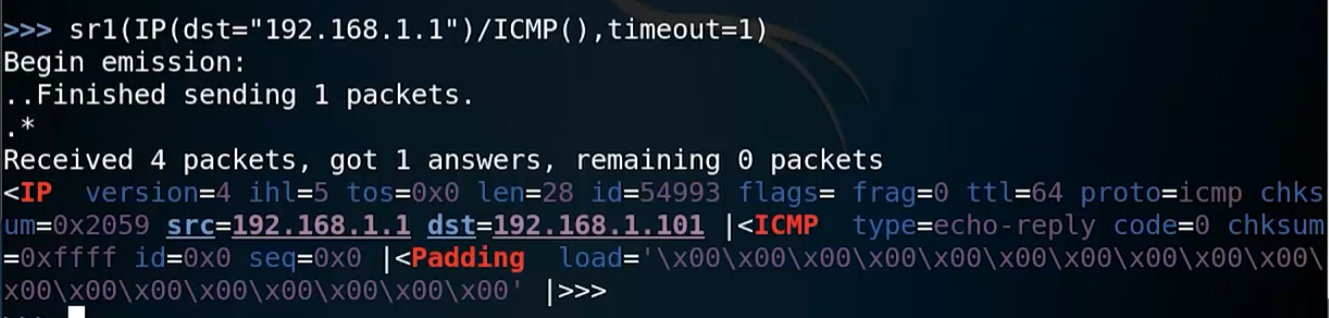 >>> sr1(IP(dst="192.168.1.1")/ICMP(),timeout=1)
Begin emission:
..Finished sending 1 packets.
.*
Received 4 packets, got 1 answers, remaining 0 packets
<IP  version=4 ihl=5 tos=0x0 len=28 id=54993 flags= frag=0 ttl=64 proto=icmp chks
um=0x2059 src=192.168.1.1 dst=192.168.1.101 |<ICMP  type=echo-reply code=0 chksum
=0xffff id=0x0 seq=0x0 |<Padding  load='\x00\x00\x00\x00\x00\x00\x00\x00\x00\x00\
x00\x00\x00\x00\x00\x00\x00\x00' |>>>
>>>